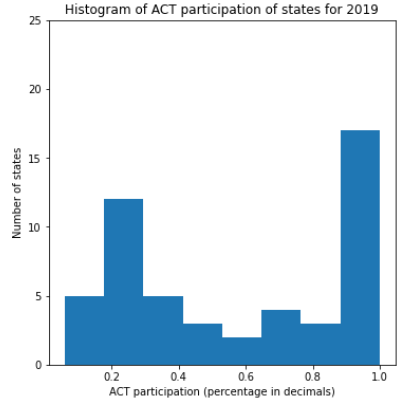 Histogram of ACT participation of states for 2019
25
20
15
10
5
0
Number of states
0.2 0.4 0.6 0.8 1.0
ACT participation (percentage in decimals)